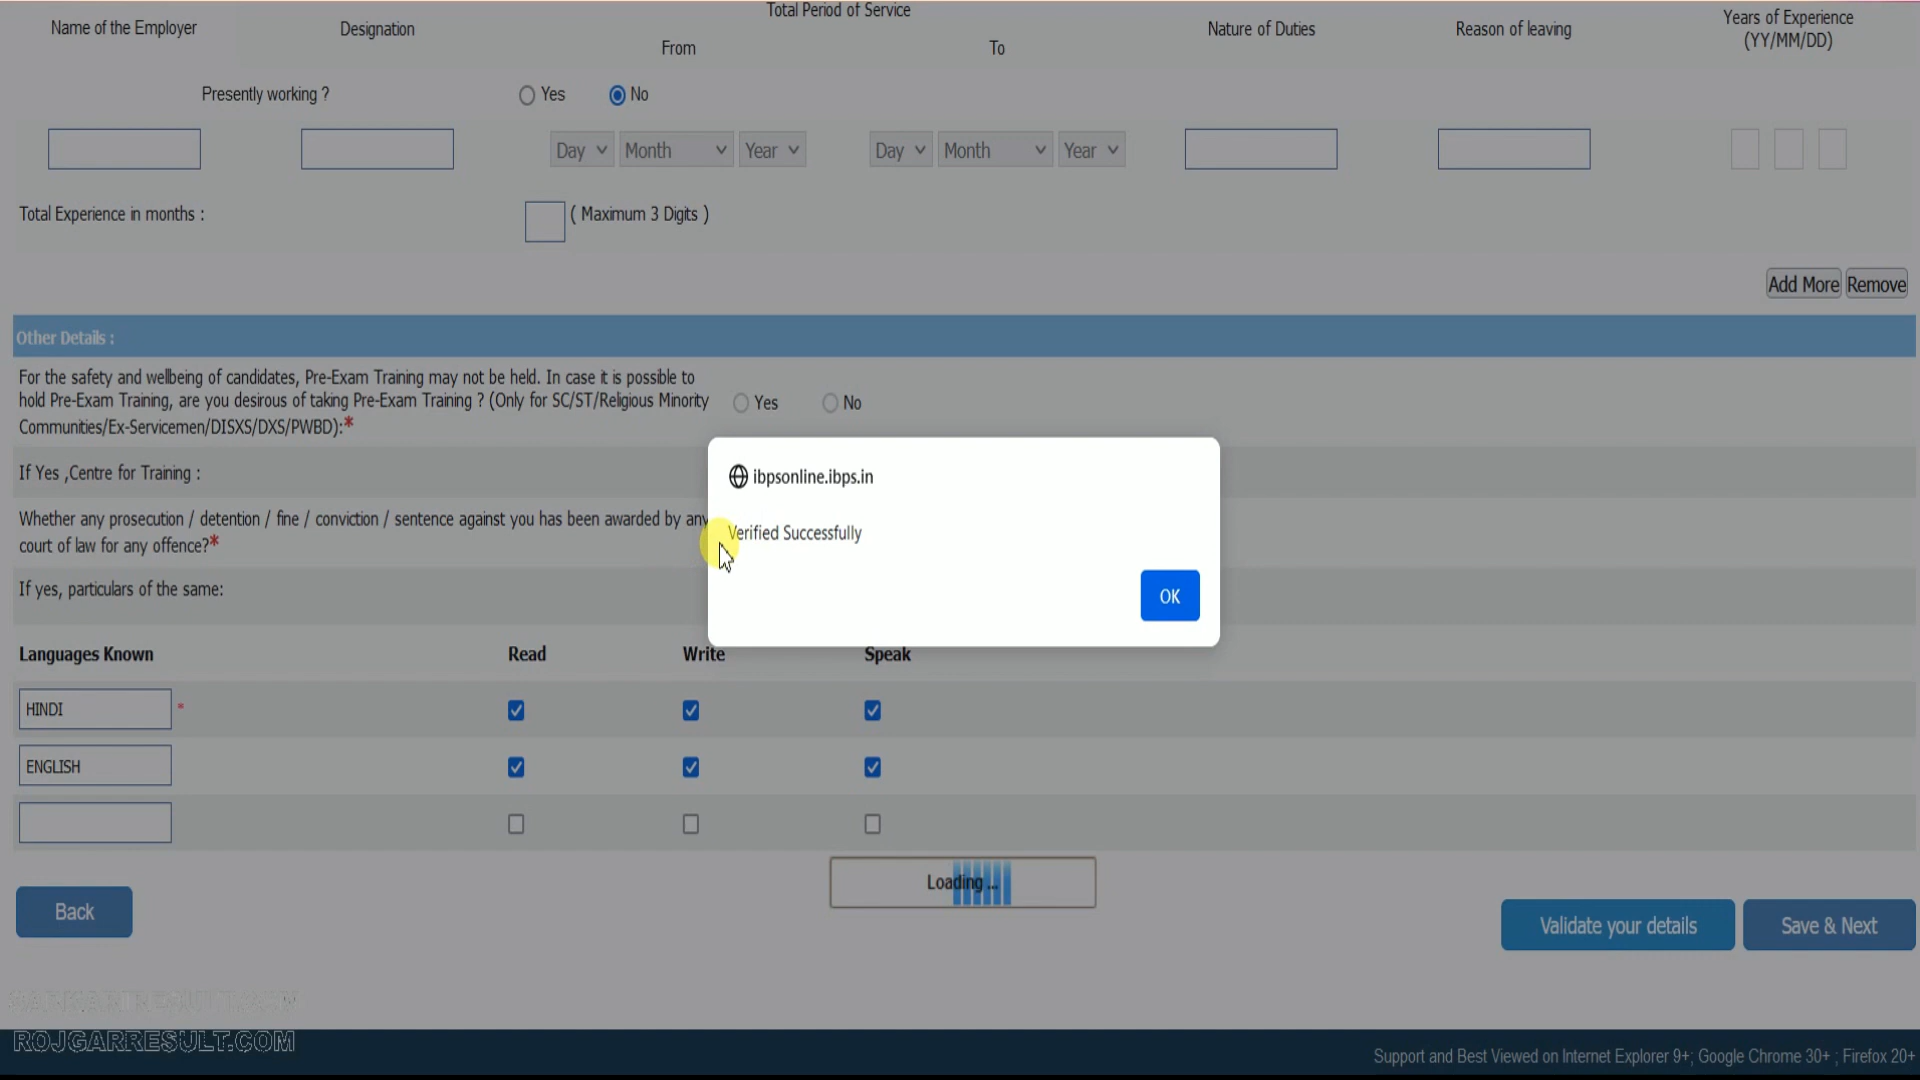 Total Period of Service
Name of the Employer Designation From To Nature of Duties Reason of leaving Years of Experience
(YY/MM/DD)
Presently working ? Yes No
Day Month Year Day Month Year
Total Experience in months : ( Maximum 3 Digits )
Add More Remove
Other Details :
For the safety and wellbeing of candidates, Pre-Exam Training may not be held. In case it is possible to
hold Pre-Exam Training, are you desirous of taking Pre-Exam Training ? (Only for SC/ST/Religious Minority
Communities/Ex-Servicemen/DISXS/DXS/PWBD):*
Yes No
If Yes ,Centre for Training :
Whether any prosecution / detention / fine / conviction / sentence against you has been awarded by any
court of law for any offence?*
If yes, particulars of the same:
ibpsonline.ibps.in
Verified Successfully
OK
Languages Known Read Write Speak
HINDI *
ENGLISH
Loading ...
Back
Validate your details Save & Next
ROJGARRESULT.COM
Support and Best Viewed on Internet Explorer 9+; Google Chrome 30+ ; Firefox 20+